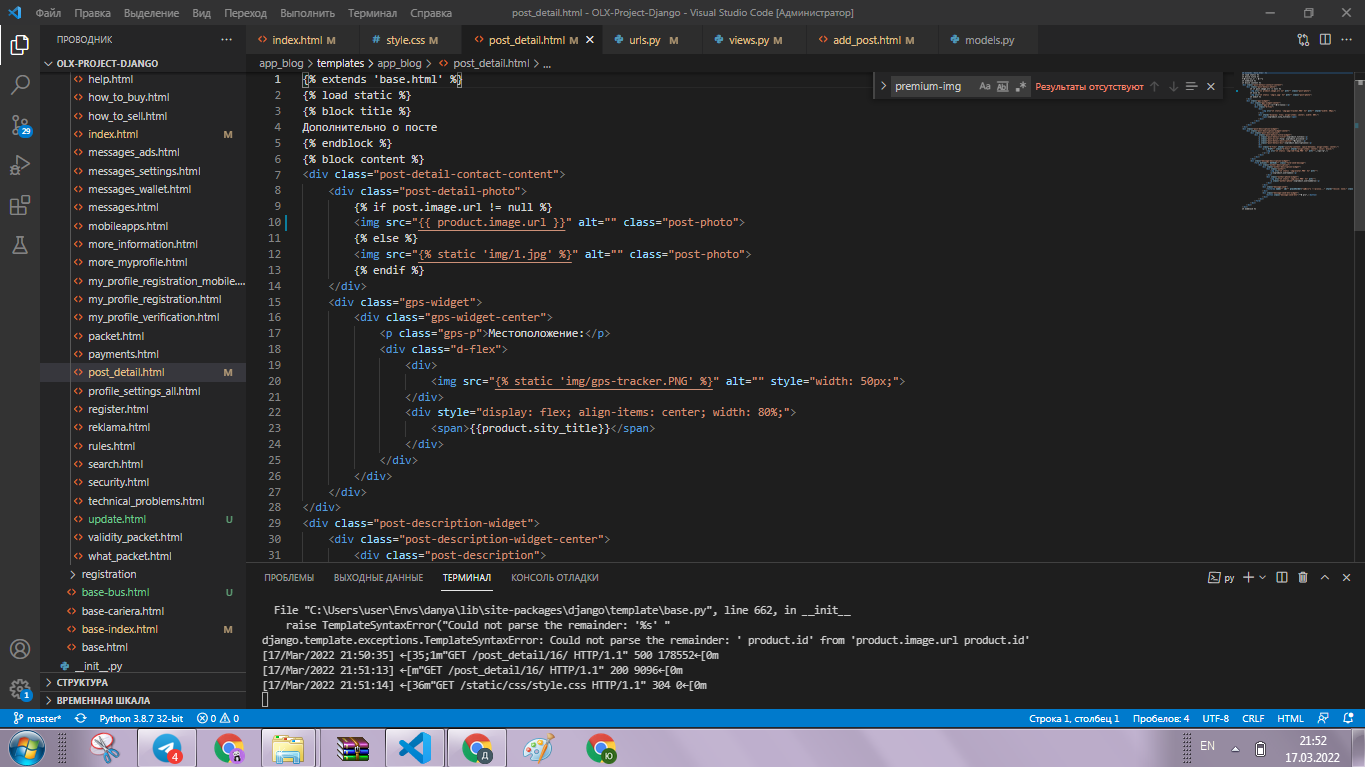 Файл Правка Выделение Вид Переход Выполнить Терминал Справка post_detail.html - OLX-Project-Django - Visual Studio Code [Администратор]
ПРОВОДНИК
index.html M style.css M post_detail.html M urls.py M views.py M add_post.html M models.py
OLX-PROJECT-DJANGO
app_blog > templates > app_blog > post_detail.html > ...
help.html
how_to_buy.html
how_to_sell.html
index.html M
messages_ads.html
messages_settings.html
messages_wallet.html
messages.html
mobileapps.html
more_information.html
more_myprofile.html
my_profile_registration_mobile....
my_profile_registration.html
my_profile_verification.html
packet.html
payments.html
post_detail.html M
profile_settings_all.html
register.html
reklama.html
rules.html
search.html
security.html
technical_problems.html
update.html U
validity_packet.html
what_packet.html
registration
base-bus.html U
base-cariera.html
base-index.html M
base.html
__init__.py
СТРУКТУРА
ВРЕМЕННАЯ ШКАЛА
29
1
premium-img Aa Ab .* Результаты отсутствуют
1 {% extends 'base.html' %}
2 {% load static %}
3 {% block title %}
4 Дополнительно о посте
5 {% endblock %}
6 {% block content %}
7 <div class="post-detail-contact-content">
8 <div class="post-detail-photo">
9 {% if post.image.url != null %}
10 <img src="{{ product.image.url }}" alt="" class="post-photo">
11 {% else %}
12 <img src="{% static 'img/1.jpg' %}" alt="" class="post-photo">
13 {% endif %}
14 </div>
15 <div class="gps-widget">
16 <div class="gps-widget-center">
17 <p class="gps-p">Местоположение:</p>
18 <div class="d-flex">
19 <div>
20 <img src="{% static 'img/gps-tracker.PNG' %}" alt="" style="width: 50px;">
21 </div>
22 <div style="display: flex; align-items: center; width: 80%;">
23 <span>{{product.sity_title}}</span>
24 </div>
25 </div>
26 </div>
27 </div>
28 </div>
29 <div class="post-description-widget">
30 <div class="post-description-widget-center">
31 <div class="post-description">
ПРОБЛЕМЫ ВЫХОДНЫЕ ДАННЫЕ ТЕРМИНАЛ КОНСОЛЬ ОТЛАДКИ py
File "C:\Users\user\Envs\danya\lib\site-packages\django\template\base.py", line 662, in __init__
raise TemplateSyntaxError("Could not parse the remainder: '%s' "
django.template.exceptions.TemplateSyntaxError: Could not parse the remainder: ' product.id' from 'product.image.url product.id'
[17/Mar/2022 21:50:35] ←[35;1m"GET /post_detail/16/ HTTP/1.1" 500 178552←[0m
[17/Mar/2022 21:51:13] ←[m"GET /post_detail/16/ HTTP/1.1" 200 9096←[0m
[17/Mar/2022 21:51:14] ←[36m"GET /static/css/style.css HTTP/1.1" 304 0←[0m
master* Python 3.8.7 32-bit 0 0 Строка 1, столбец 1 Пробелов: 4 UTF-8 CRLF HTML
4 Д Ю EN 21:52
17.03.2022